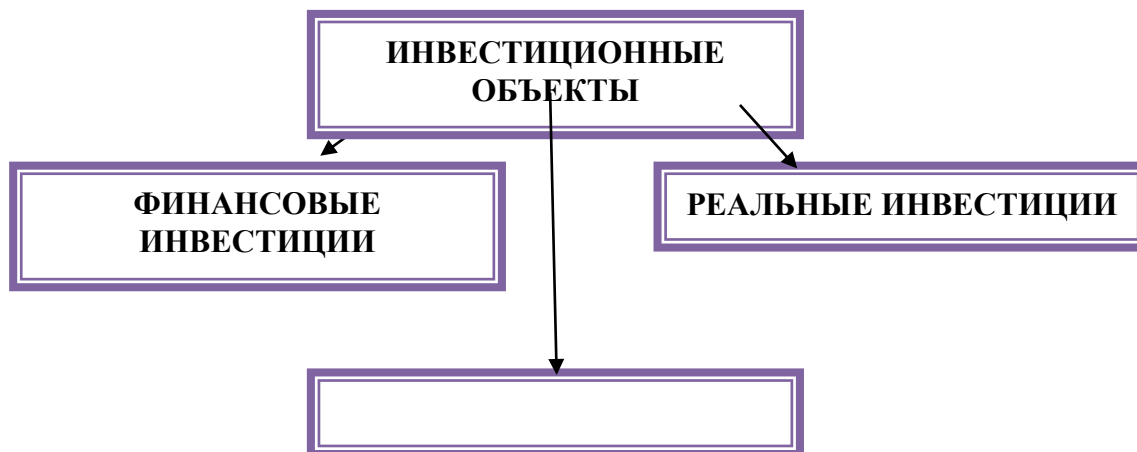 ИНВЕСТИЦИОННЫЕ
ОБЪЕКТЫ
ФИНАНСОВЫЕ
ИНВЕСТИЦИИ
РЕАЛЬНЫЕ ИНВЕСТИЦИИ